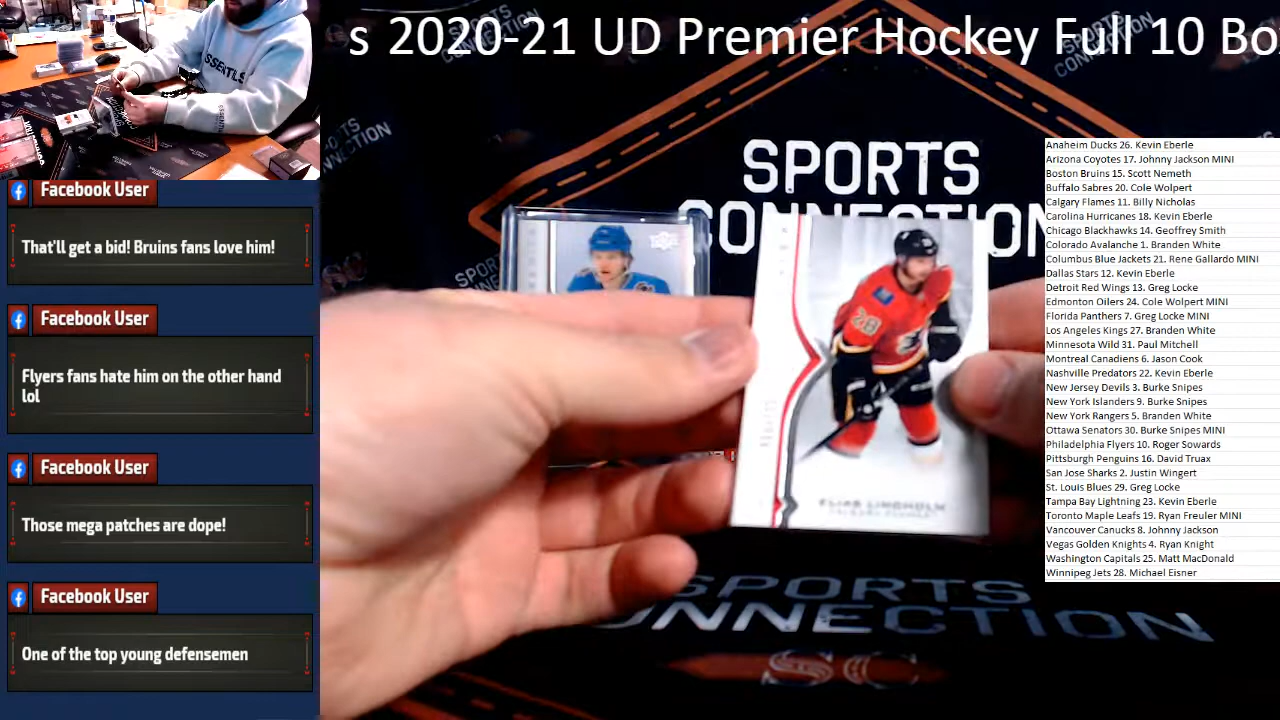 s 2020-21 UD Premier Hockey Full 10 Box
ESSENTIALS
SPORTS
CONNECTION
Facebook User
That'll get a bid! Bruins fans love him!
Facebook User
Flyers fans hate him on the other hand
lol
Facebook User
Those mega patches are dope!
Facebook User
One of the top young defensemen
28
ELIAS LINDHOLM
SPORTS
CONNECTION
SC
Anaheim Ducks 26. Kevin Eberle
Arizona Coyotes 17. Johnny Jackson MINI
Boston Bruins 15. Scott Nemeth
Buffalo Sabres 20. Cole Wolpert
Calgary Flames 11. Billy Nicholas
Carolina Hurricanes 18. Kevin Eberle
Chicago Blackhawks 14. Geoffrey Smith
Colorado Avalanche 1. Branden White
Columbus Blue Jackets 21. Rene Gallardo MINI
Dallas Stars 12. Kevin Eberle
Detroit Red Wings 13. Greg Locke
Edmonton Oilers 24. Cole Wolpert MINI
Florida Panthers 7. Greg Locke MINI
Los Angeles Kings 27. Branden White
Minnesota Wild 31. Paul Mitchell
Montreal Canadiens 6. Jason Cook
Nashville Predators 22. Kevin Eberle
New Jersey Devils 3. Burke Snipes
New York Islanders 9. Burke Snipes
New York Rangers 5. Branden White
Ottawa Senators 30. Burke Snipes MINI
Philadelphia Flyers 10. Roger Sowards
Pittsburgh Penguins 16. David Truax
San Jose Sharks 2. Justin Wingert
St. Louis Blues 29. Greg Locke
Tampa Bay Lightning 23. Kevin Eberle
Toronto Maple Leafs 19. Ryan Freuler MINI
Vancouver Canucks 8. Johnny Jackson
Vegas Golden Knights 4. Ryan Knight
Washington Capitals 25. Matt MacDonald
Winnipeg Jets 28. Michael Eisner